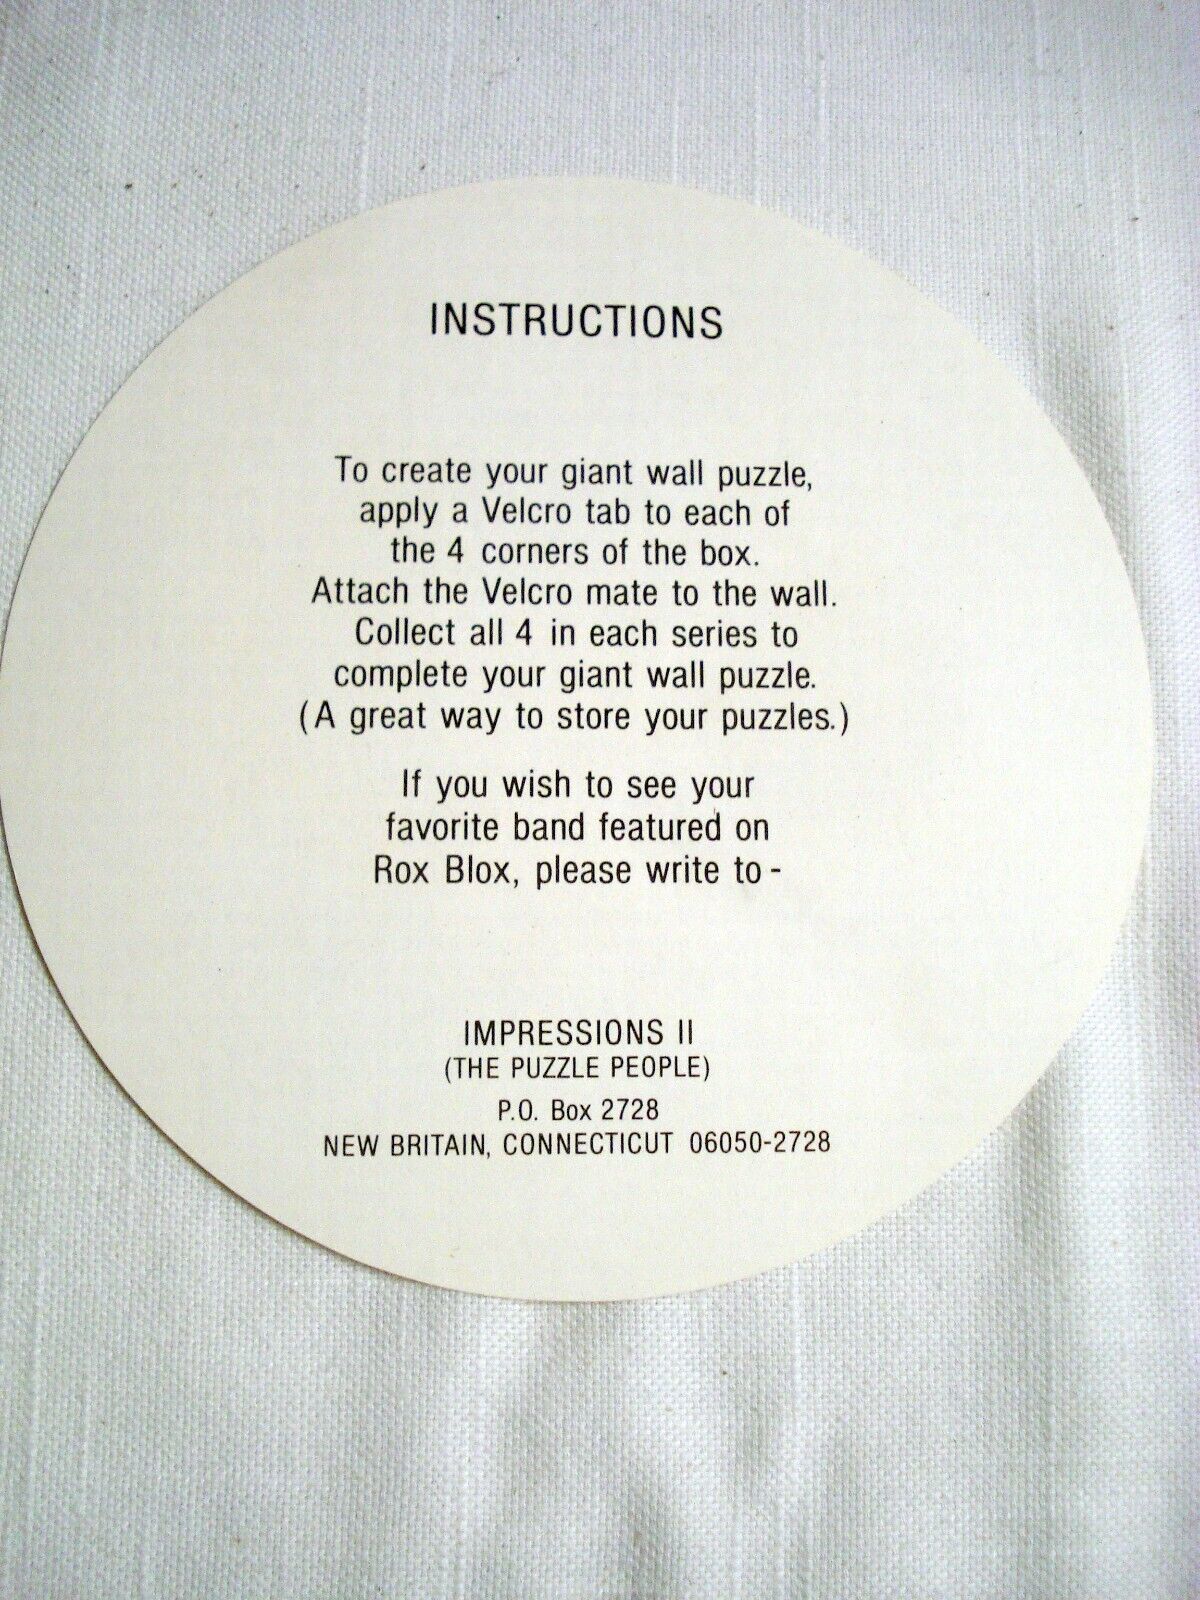 INSTRUCTIONS
To create your giant wall puzzle,
apply a Velcro tab to each of
the 4 corners of the box.
Attach the Velcro mate to the wall.
Collect all 4 in each series to
complete your giant wall puzzle.
(A great way to store your puzzles.)
If you wish to see your
favorite band featured on
Rox Blox, please write to -
IMPRESSIONS II
(THE PUZZLE PEOPLE)
P.O. Box 2728
NEW BRITAIN, CONNECTICUT 06050-2728